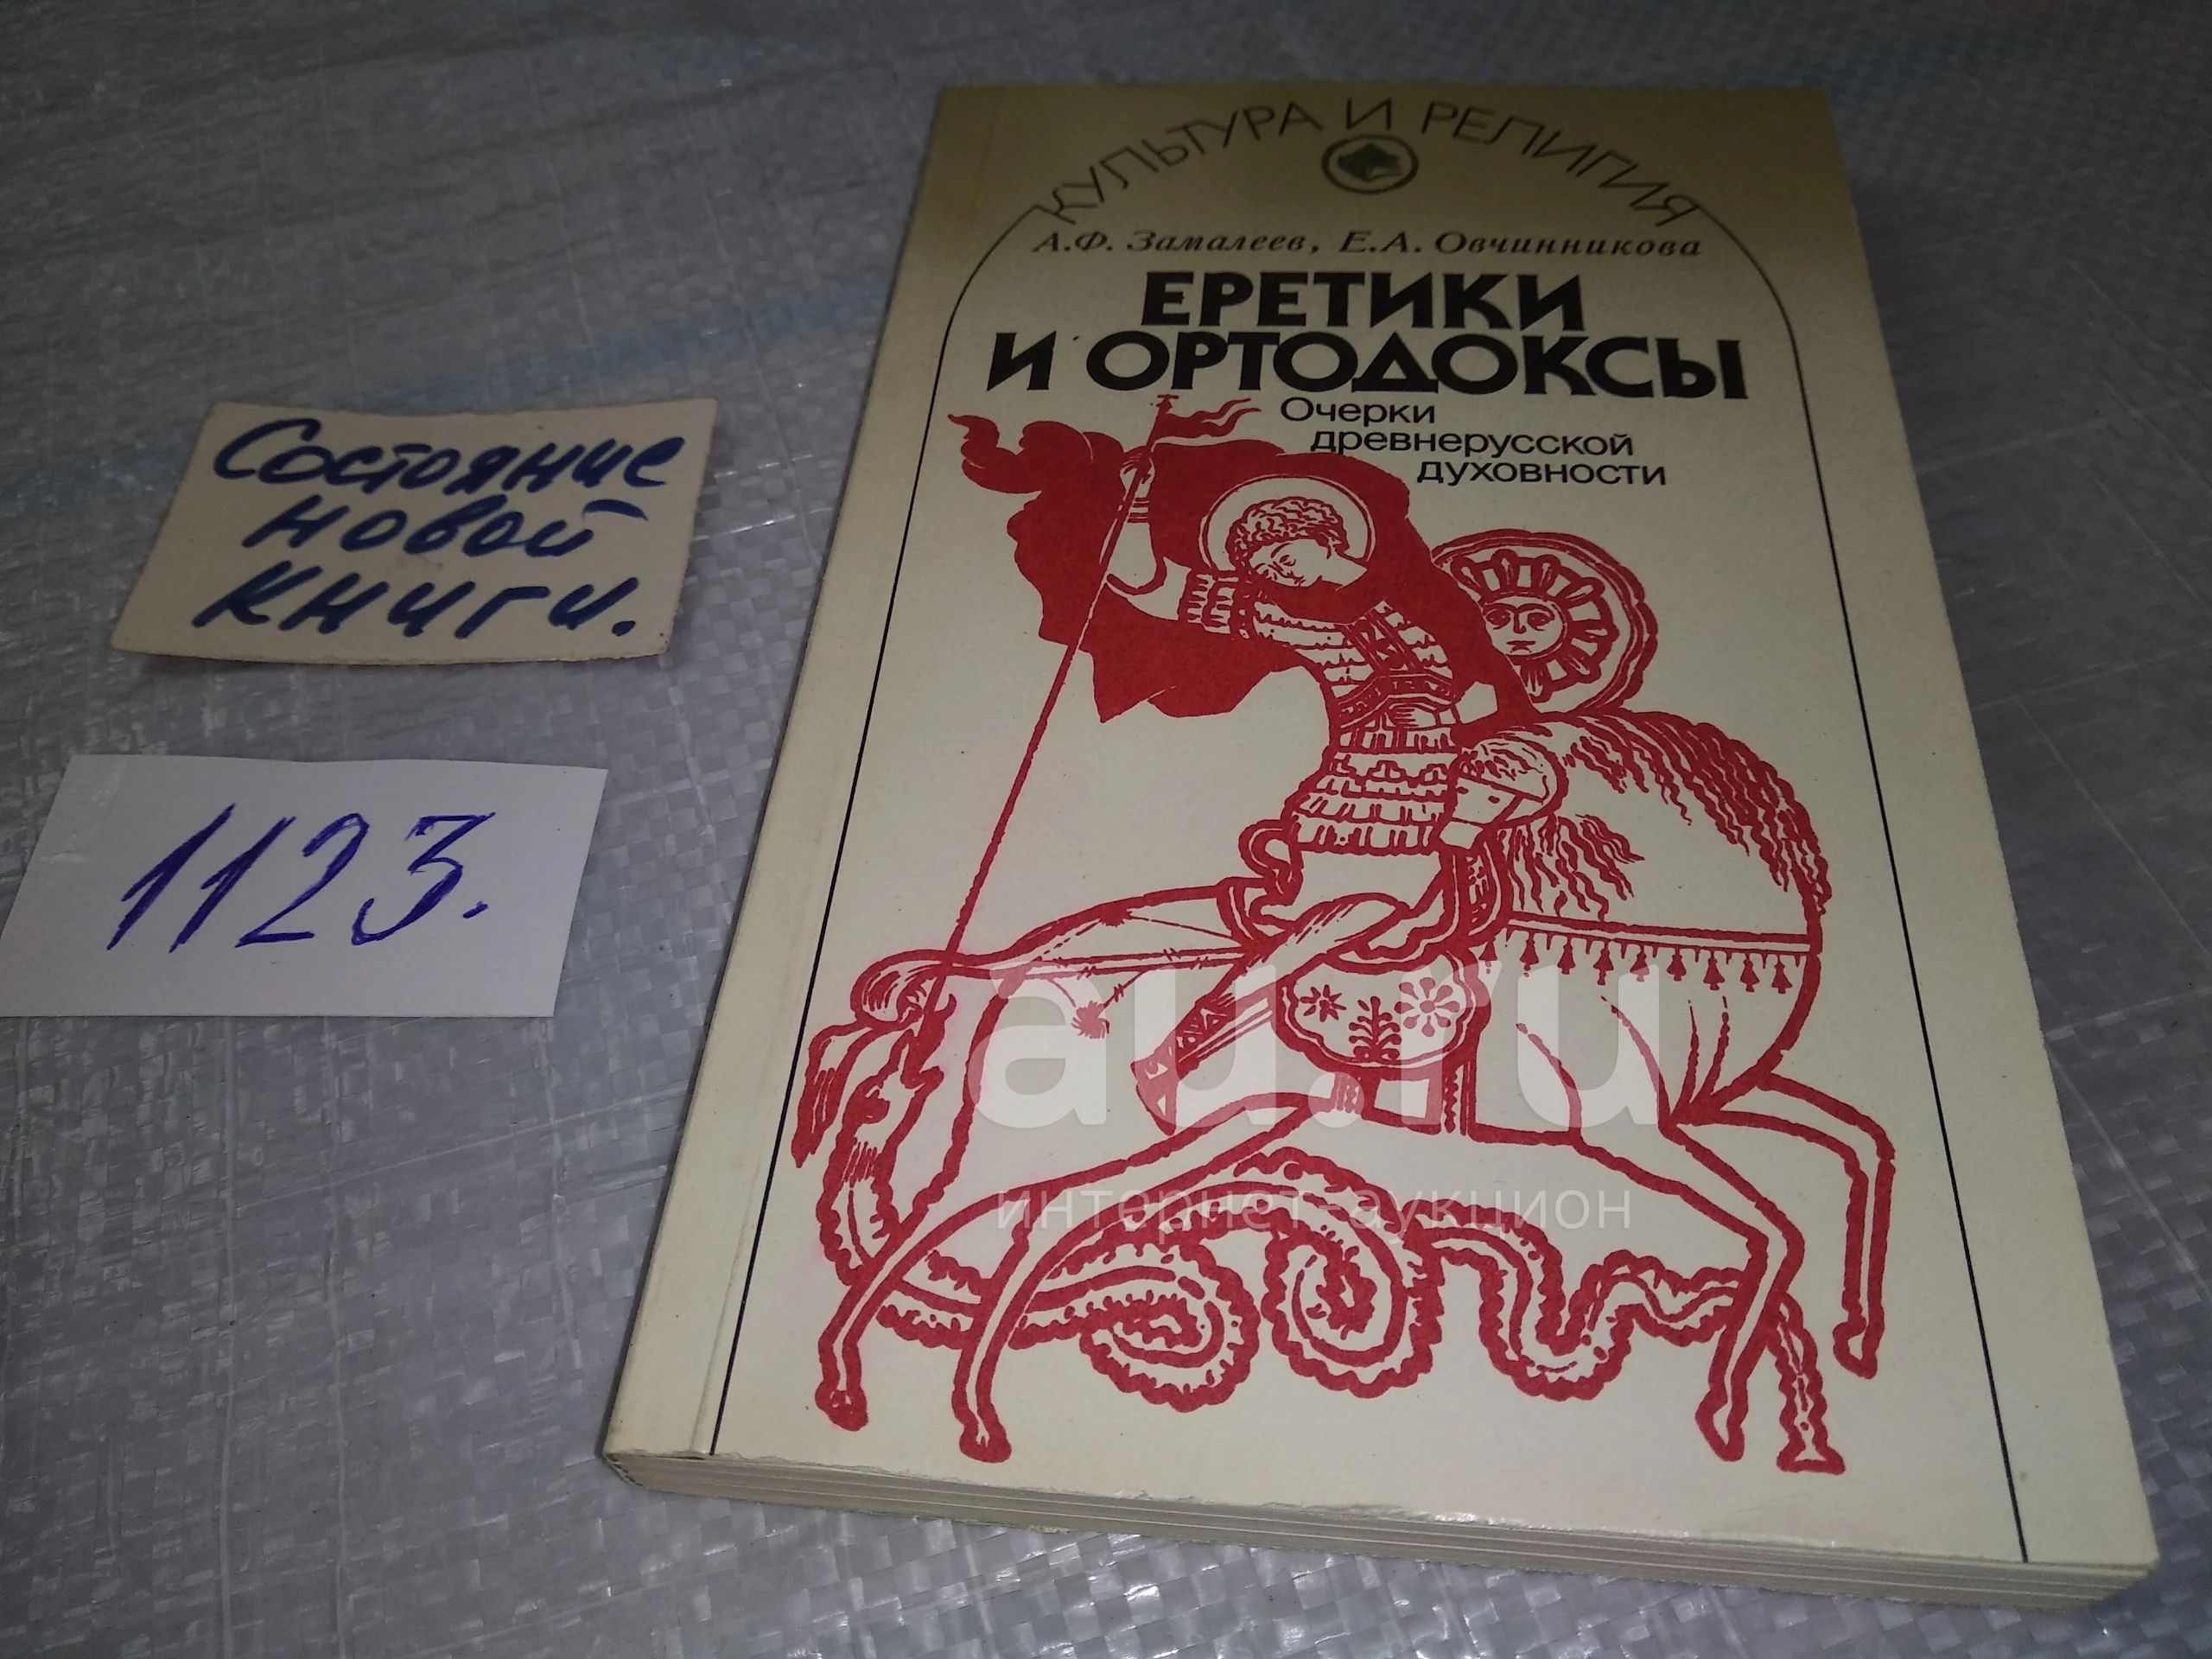 КУЛЬТУРА И РЕЛИГИЯ
А.Ф. Замалеев, Е.А. Овчинникова
ЕРЕТИКИ
И ОРТОДОКСЫ
Очерки
древнерусской
духовности
Состояние
новой
книги.
1123.
au.ru
интернет-аукцион